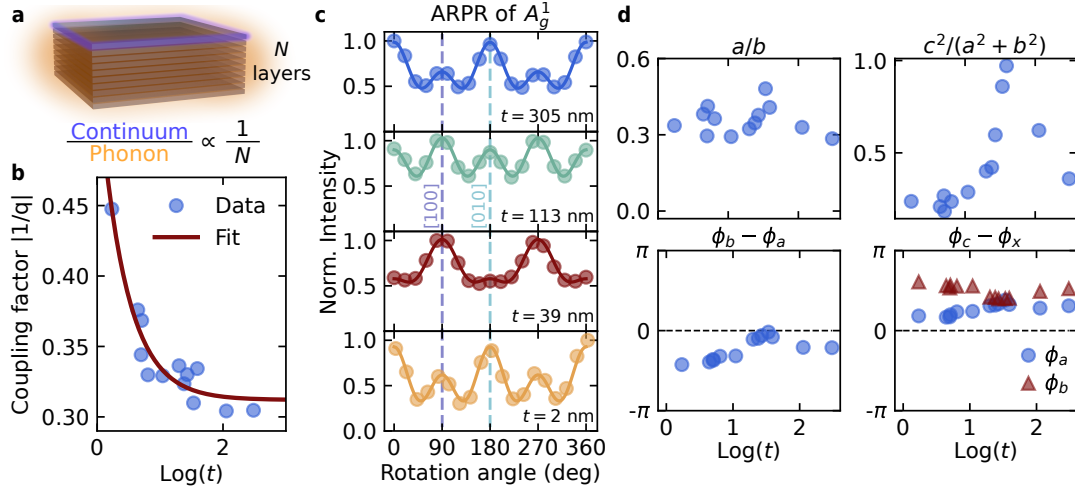 a
N
layers
Continuum
Phonon
∝
1
N
b
Coupling factor |1/q|
0.45
0.40
0.35
0.30
0
1
2
Log(t)
Data
Fit
c
ARPR of A_g^1
Norm. Intensity
1.0
0.5
t = 305 nm
1.0
0.5
[100]
[010]
t = 113 nm
1.0
0.5
t = 39 nm
1.0
0.5
0.0
t = 2 nm
0
90
180
270
360
Rotation angle (deg)
d
a/b
0.6
0.3
0.0
c²/(a² + b²)
1.0
0.5
ϕ_b − ϕ_a
π
0
-π
0
1
2
Log(t)
ϕ_c − ϕ_x
π
0
-π
ϕ_a
ϕ_b
0
1
2
Log(t)